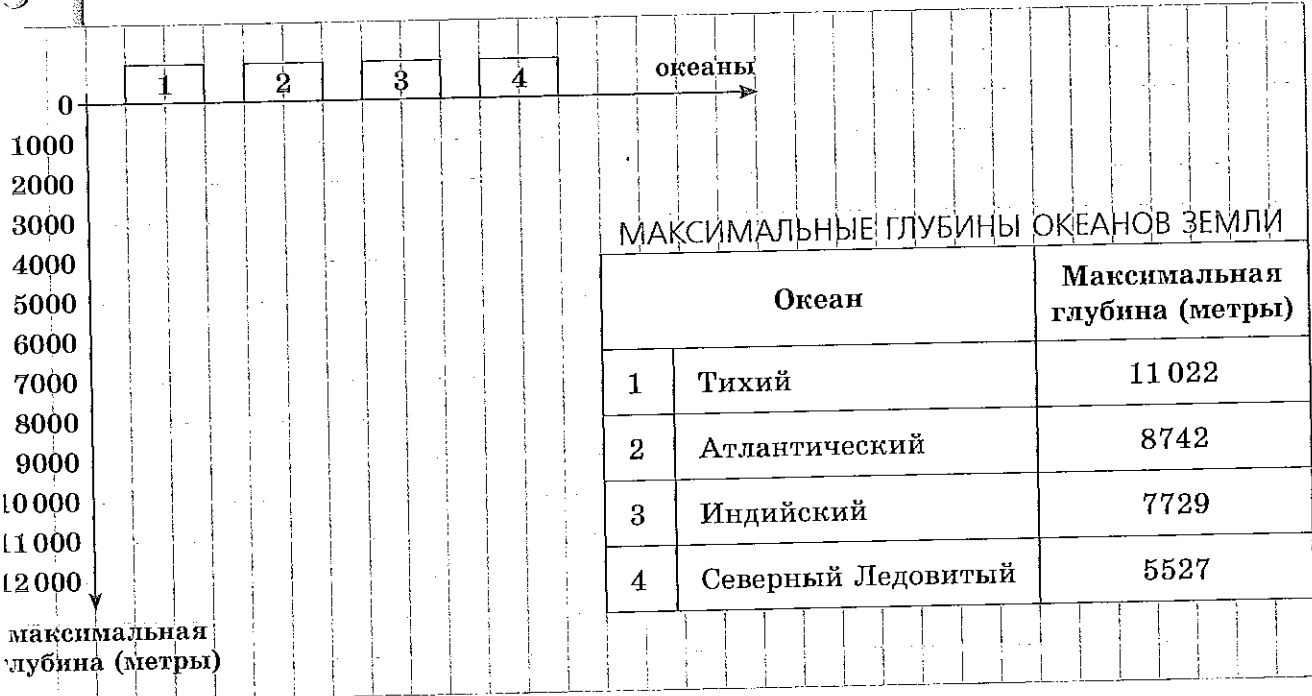 1 2 3 4 океаны
0
1000
2000
3000
4000
5000
6000
7000
8000
9000
10 000
11 000
12 000
максимальная
глубина (метры)
МАКСИМАЛЬНЫЕ ГЛУБИНЫ ОКЕАНОВ ЗЕМЛИ
Океан Максимальная глубина (метры)
1 Тихий 11 022
2 Атлантический 8742
3 Индийский 7729
4 Северный Ледовитый 5527